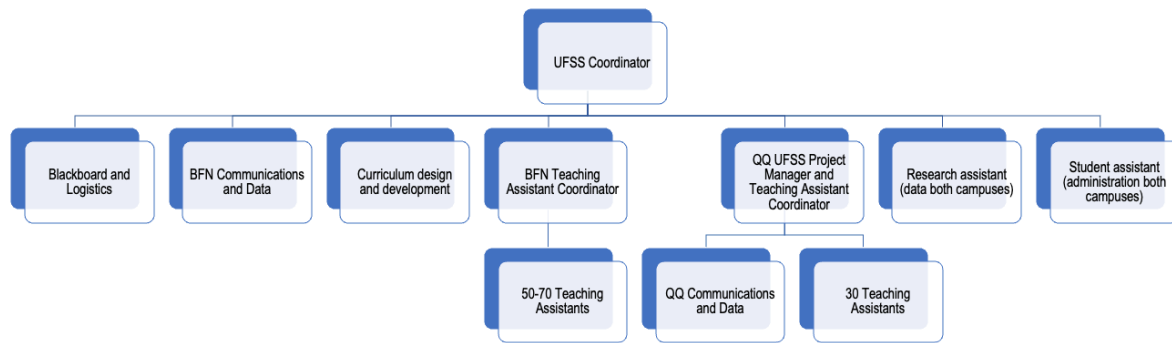 UFSS Coordinator
Blackboard and
Logistics
BFN Communications
and Data
Curriculum design
and development
BFN Teaching
Assistant Coordinator
QQ UFSS Project
Manager and
Teaching Assistant
Coordinator
Research assistant
(data both campuses)
Student assistant
(administration both
campuses)
50-70 Teaching
Assistants
QQ Communications
and Data
30 Teaching
Assistants